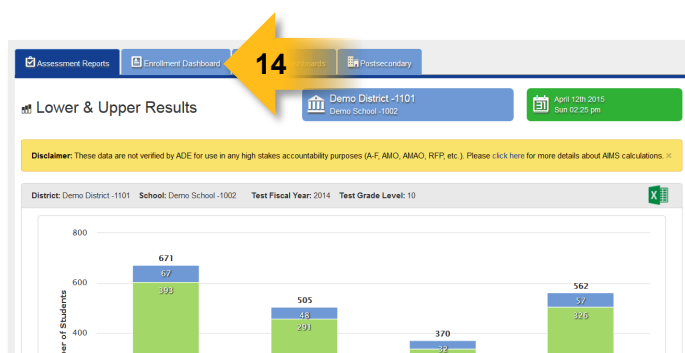 Assessment Reports
Enrollment Dashboard
14
Postsecondary
Lower & Upper Results
Demo District -1101
Demo School -1002
April 12th 2015
Sun 02:25 pm
Disclaimer: These data are not verified by ADE for use in any high stakes accountability purposes (A-F, AMO, AMAO, RFP, etc.). Please click here for more details about AIMS calculations. ×
District: Demo District -1101 School: Demo School -1002 Test Fiscal Year: 2014 Test Grade Level: 10
800
671
67
393
600
505
48
291
562
57
326
of Students
400
370
32